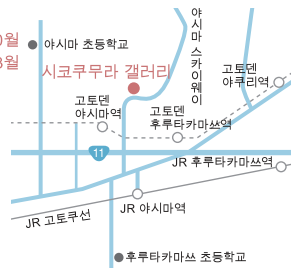 야시마 스카이웨이
0월
8월
야시마 초등학교
시코쿠무라 갤러리
고토덴
야쿠리역
고토덴
야시마역
고토덴
후루타카마쓰역
11
JR 후루타카마쓰역
JR 야시마역
JR 고토쿠선
후루타카마쓰 초등학교